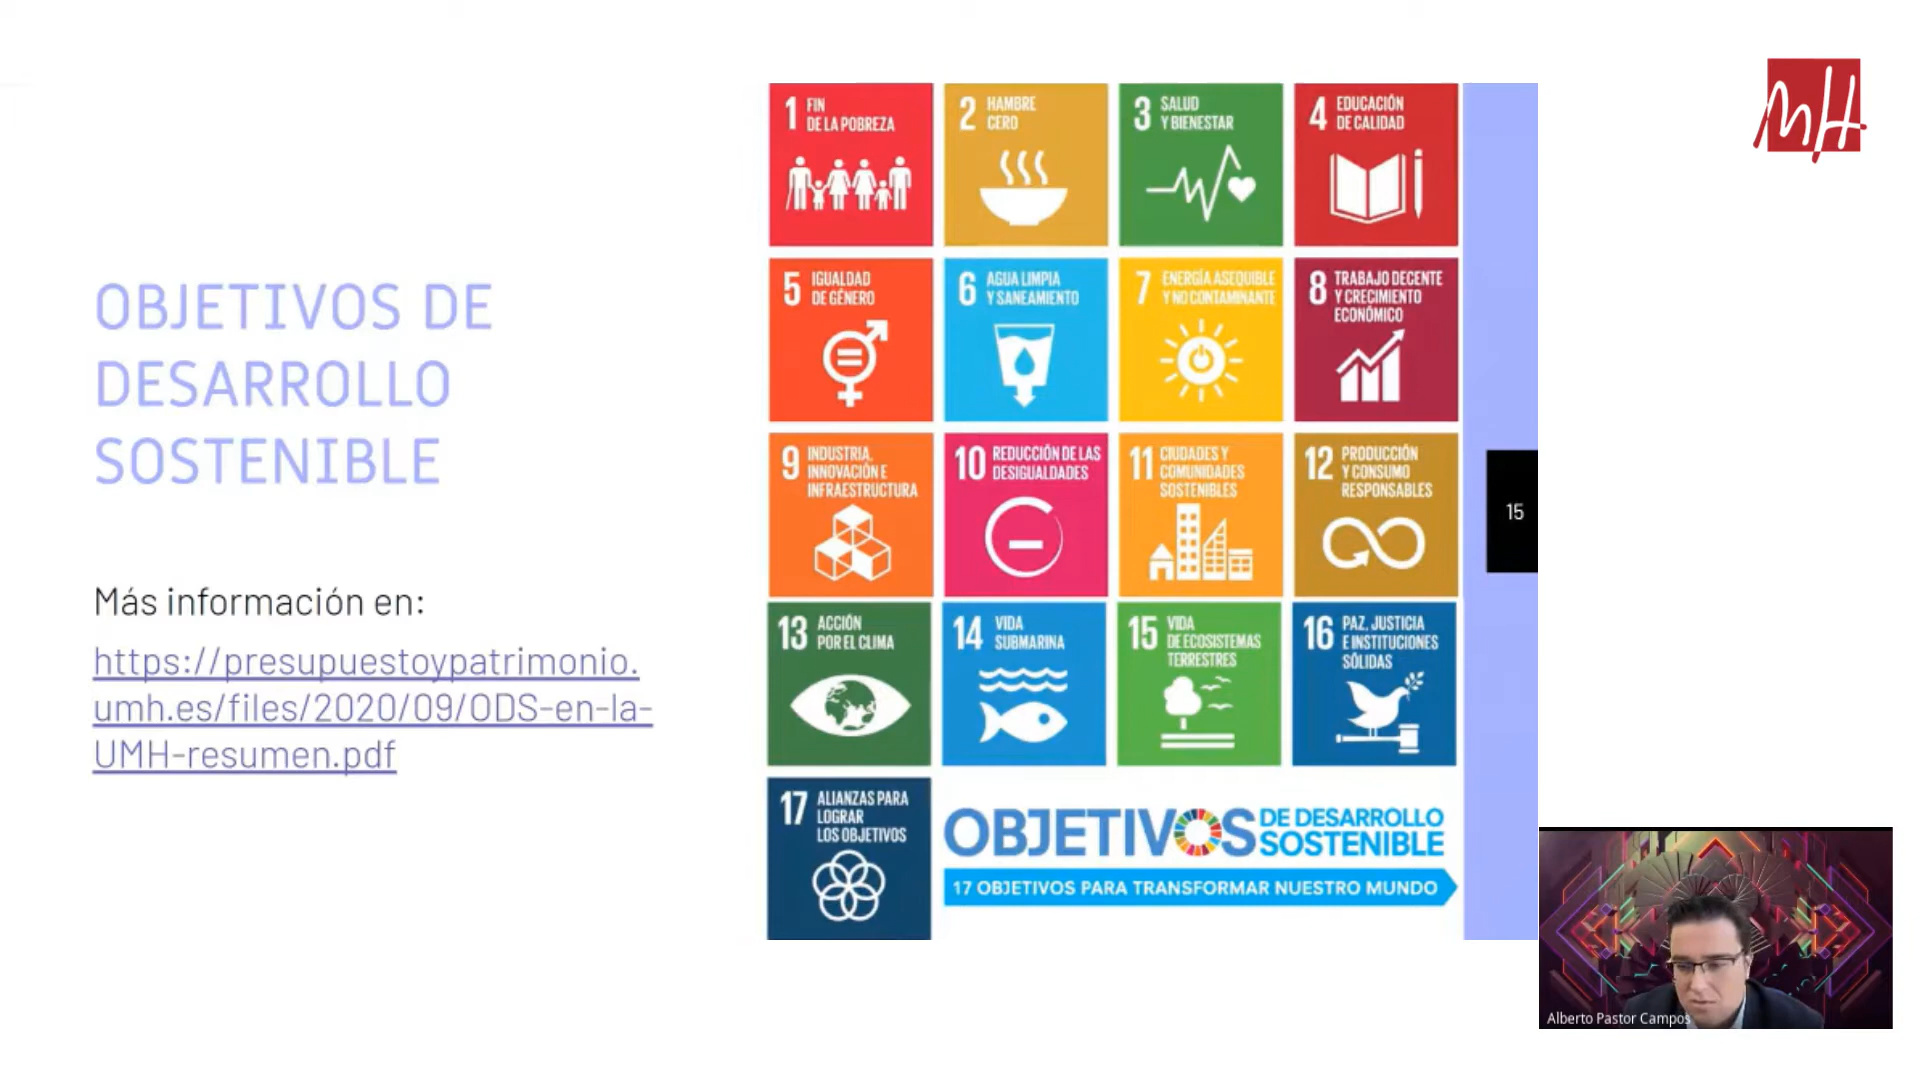 OBJETIVOS DE
DESARROLLO
SOSTENIBLE
Más información en:
https://presupuestoypatrimonio.
umh.es/files/2020/09/ODS-en-la-
UMH-resumen.pdf
1 FIN
DE LA POBREZA
2 HAMBRE
CERO
3 SALUD
Y BIENESTAR
4 EDUCACIÓN
DE CALIDAD
5 IGUALDAD
DE GÉNERO
6 AGUA LIMPIA
Y SANEAMIENTO
7 ENERGÍA ASEQUIBLE
Y NO CONTAMINANTE
8 TRABAJO DECENTE
Y CRECIMIENTO
ECONÓMICO
9 INDUSTRIA,
INNOVACIÓN E
INFRAESTRUCTURA
10 REDUCCIÓN DE LAS
DESIGUALDADES
11 CIUDADES Y
COMUNIDADES
SOSTENIBLES
12 PRODUCCIÓN
Y CONSUMO
RESPONSABLES
13 ACCIÓN
POR EL CLIMA
14 VIDA
SUBMARINA
15 VIDA
DE ECOSISTEMAS
TERRESTRES
16 PAZ, JUSTICIA
E INSTITUCIONES
SÓLIDAS
17 ALIANZAS PARA
LOGRAR
LOS OBJETIVOS
OBJETIVOS DE DESARROLLO
SOSTENIBLE
17 OBJETIVOS PARA TRANSFORMAR NUESTRO MUNDO
15
MH
Alberto Pastor Campos